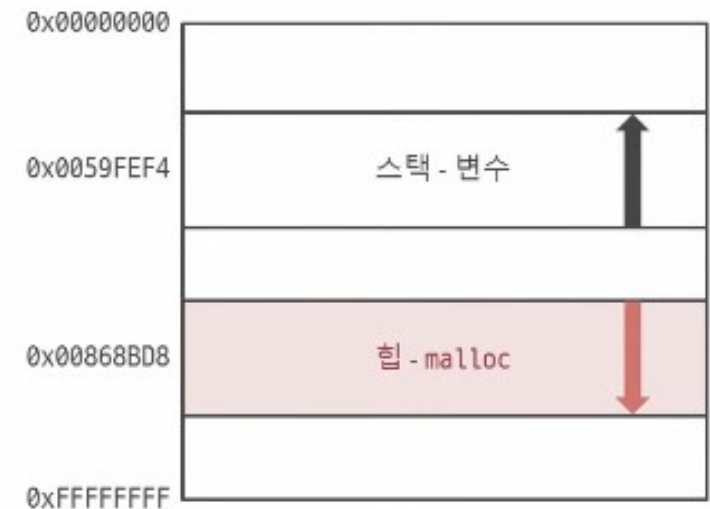 0x00000000
0x0059FEF4
스택 - 변수
0x00868BD8
힙 - malloc
0xFFFFFFFF